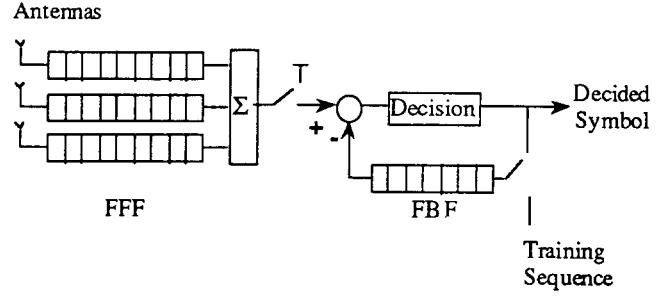 Antennas
T
Σ
+
-
Decision
Decided
Symbol
FFF
FBF
Training
Sequence